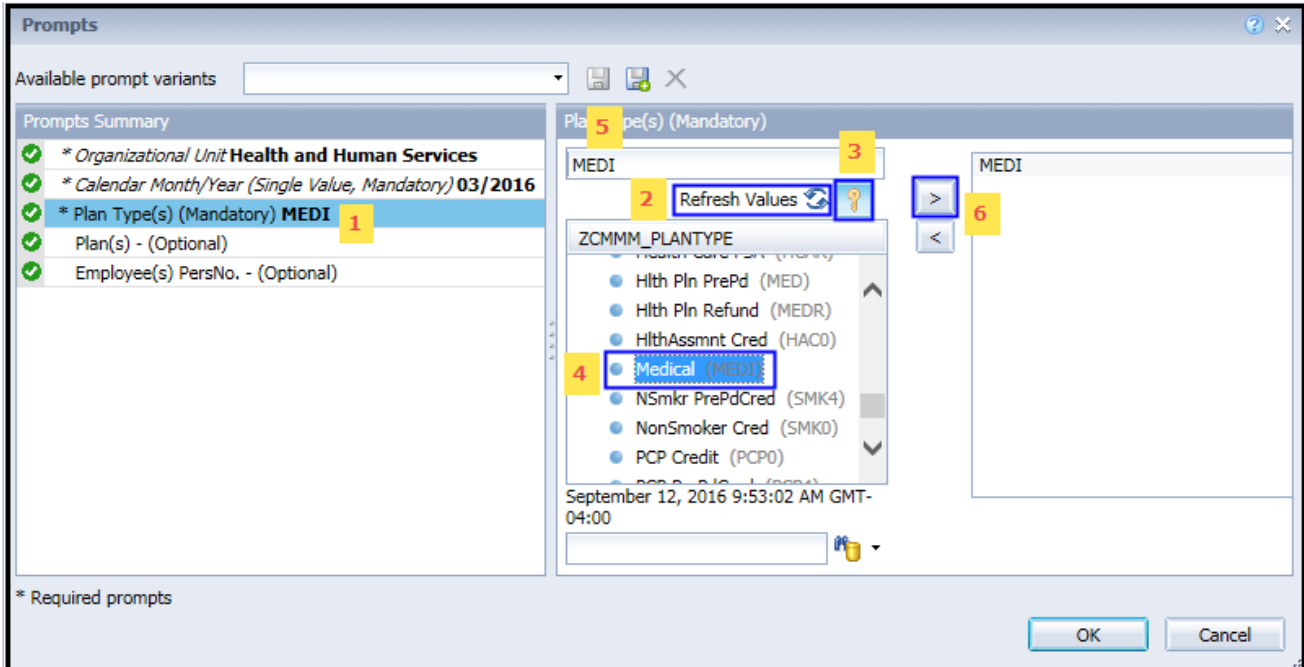 Prompts
Available prompt variants
Prompts Summary
* Organizational Unit Health and Human Services
* Calendar Month/Year (Single Value, Mandatory) 03/2016
* Plan Type(s) (Mandatory) MEDI
1
Plan(s) - (Optional)
Employee(s) PersNo. - (Optional)
Pla pe(s) (Mandatory)
5
MEDI
3
2
Refresh Values
ZCMMM_PLANTYPE
Hlth Pln PrePd (MED)
Hlth Pln Refund (MEDR)
HlthAssmnt Cred (HAC0)
4
Medical (MEDI)
NSmkr PrePdCred (SMK4)
NonSmoker Cred (SMK0)
PCP Credit (PCP0)
September 12, 2016 9:53:02 AM GMT-
04:00
>
6
<
MEDI
* Required prompts
OK
Cancel